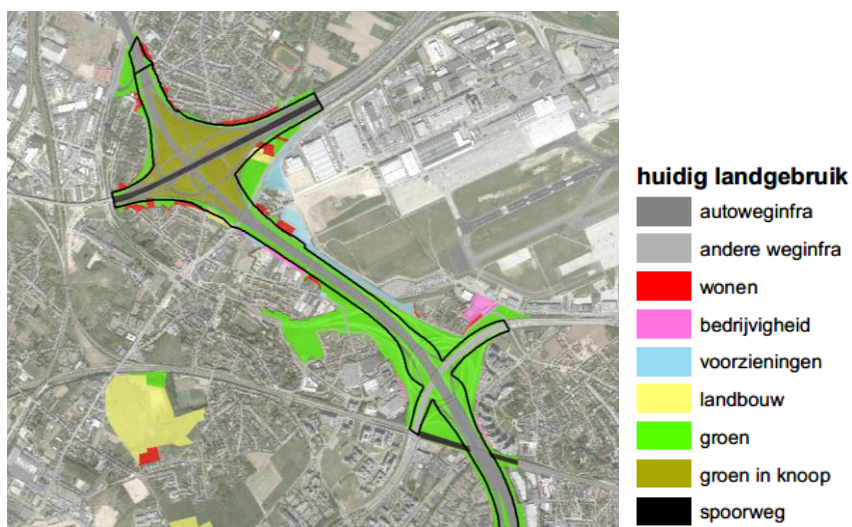 huidig landgebruik
autoweginfra
andere weginfra
wonen
bedrijvigheid
voorzieningen
landbouw
groen
groen in knoop
spoorweg